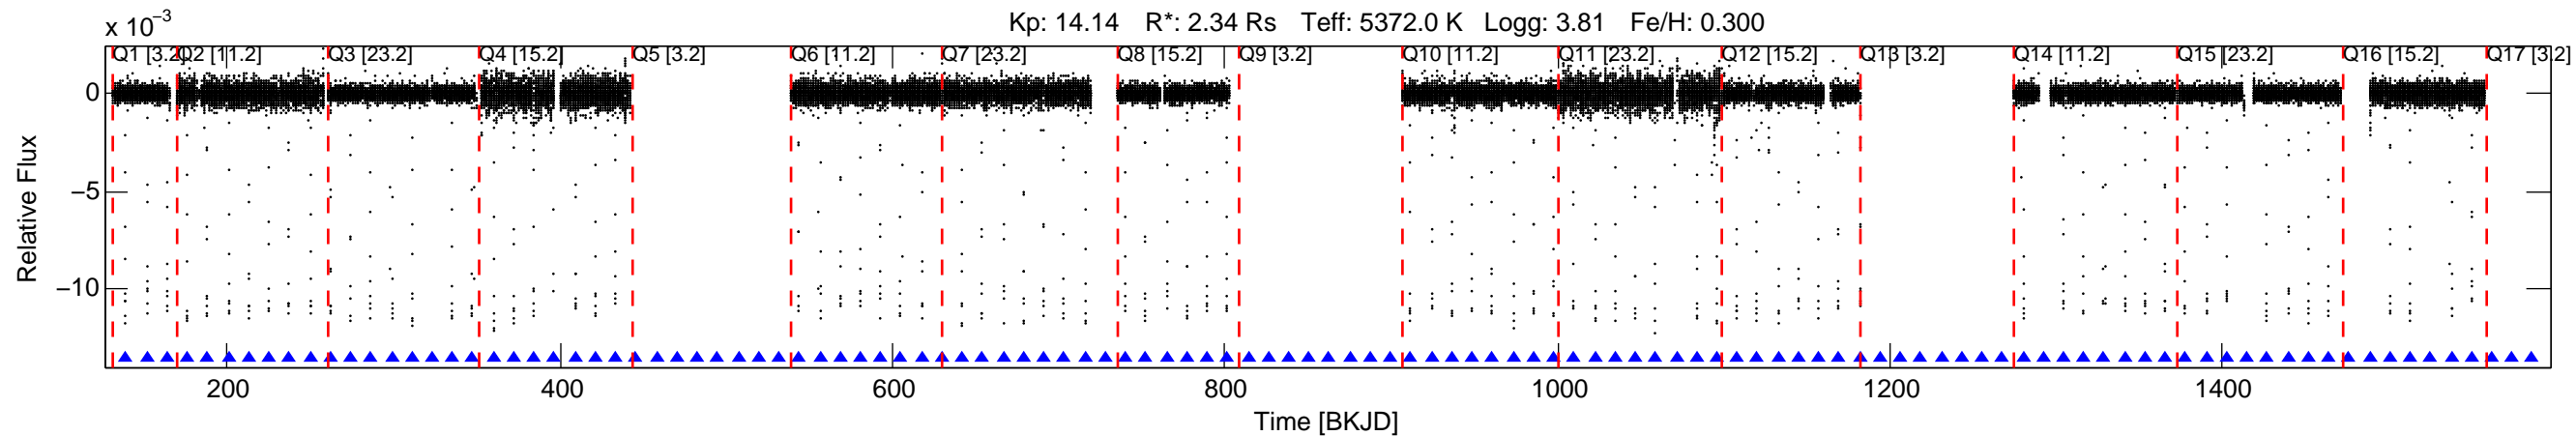 Kp: 14.14 R*: 2.34 Rs Teff: 5372.0 K Logg: 3.81 Fe/H: 0.300
x 10⁻³
Q1 [3.2] Q2 [11.2] Q3 [23.2] Q4 [15.2] Q5 [3.2] Q6 [11.2] Q7 [23.2] Q8 [15.2] Q9 [3.2] Q10 [11.2] Q11 [23.2] Q12 [15.2] Q13 [3.2] Q14 [11.2] Q15 [23.2] Q16 [15.2] Q17 [3.2]
0
−5
−10
Relative Flux
200 400 600 800 1000 1200 1400
Time [BKJD]